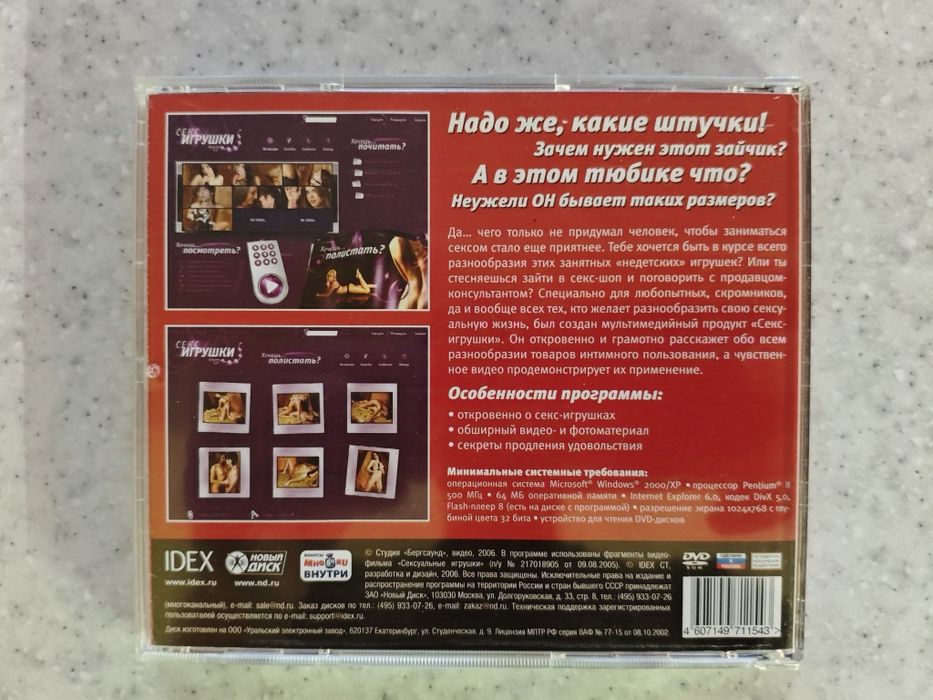 СЕКС
ИГРУШКИ
Хочешь...
почитать?
Хочешь...
посмотреть?
Хочешь...
полистать?
СЕКС
ИГРУШКИ
Хочешь...
полистать?
Надо же, какие штучки!
Зачем нужен этот зайчик?
А в этом тюбике что?
Неужели ОН бывает таких размеров?
Да... чего только не придумал человек, чтобы заниматься
сексом стало еще приятнее. Тебе хочется быть в курсе всего
разнообразия этих занятных «недетских» игрушек? Или ты
стесняешься зайти в секс-шоп и поговорить с продавцом-
консультантом? Специально для любопытных, скромников,
да и вообще всех тех, кто желает разнообразить свою сексу-
альную жизнь, был создан мультимедийный продукт «Секс-
игрушки». Он откровенно и грамотно расскажет обо всем
разнообразии товаров интимного пользования, а чувствен-
ное видео продемонстрирует их применение.
Особенности программы:
• откровенно о секс-игрушках
• обширный видео- и фотоматериал
• секреты продления удовольствия
Минимальные системные требования:
операционная система Microsoft® Windows® 2000/XP • процессор Pentium® II
500 МГц • 64 МБ оперативной памяти • Internet Explorer 6.0, кодек DivX 5.0,
Flash-плеер 8 (есть на диске с программой) • разрешение экрана 1024х768 с глу-
биной цвета 32 бита • устройство для чтения DVD-дисков
IDEX
www.idex.ru
НОВЫЙ
ДИСК
www.nd.ru
БОНУСЫ
ВНУТРИ
© Студия «Бергсаунд», видео, 2006. В программе использованы фрагменты видео-
фильма «Сексуальные игрушки» (п/у № 217018905 от 09.08.2005). © IDEX CT,
разработка и дизайн, 2006. Все права защищены. Исключительные права на издание и
распространение программы на территории России и стран бывшего СССР принадлежат
ЗАО «Новый Диск», 103030 Москва, ул. Долгоруковская, 33, стр. 8, тел.: (495) 933-07-26
(многоканальный), e-mail: sale@nd.ru. Заказ дисков по тел.: (495) 933-07-26, e-mail: zakaz@nd.ru. Техническая поддержка зарегистрированных
пользователей осуществляется по e-mail: support@idex.ru.
Диск изготовлен на ООО «Уральский электронный завод», 620137 Екатеринбург, ул. Студенческая, д. 9. Лицензия МПТР РФ серия ВАФ № 77-15 от 08.10.2002.
DVD
ROM
СДЕЛАНО
В
РОССИИ
4 607149 711543 >